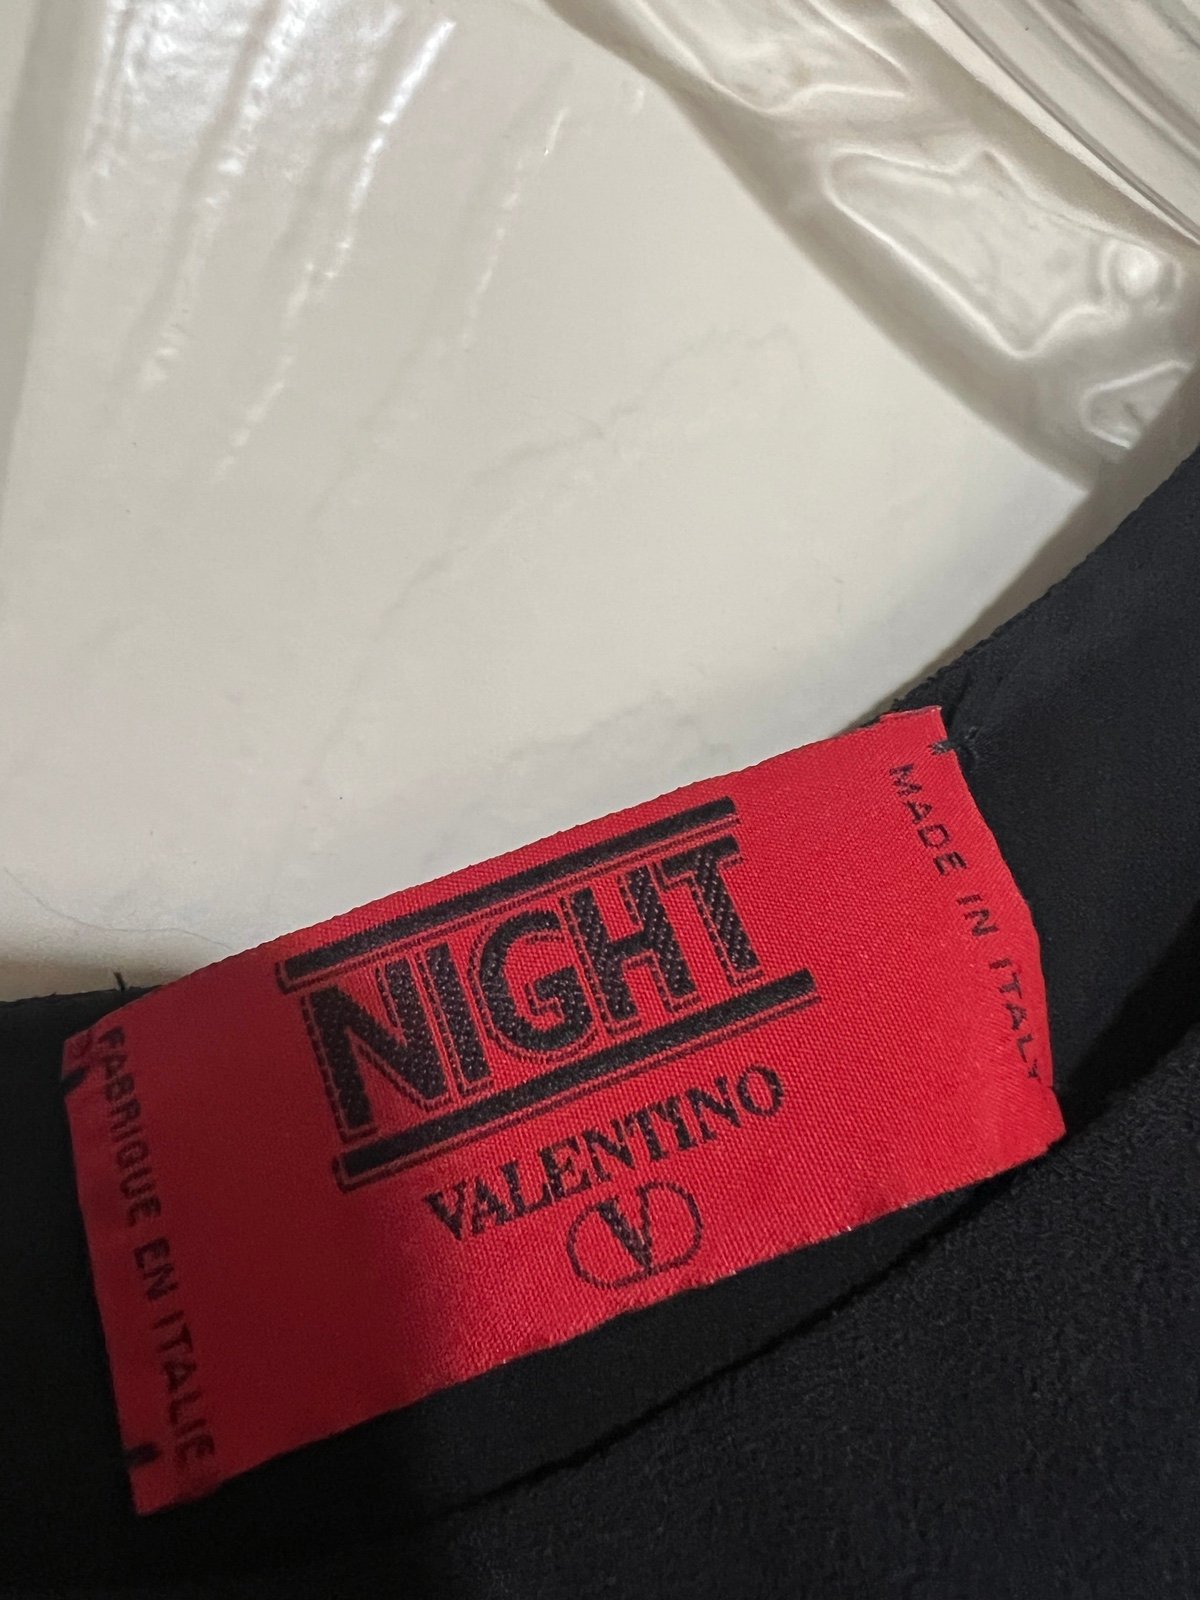 NIGHT
VALENTINO
V
FABRIQUE EN ITALIE
MADE IN ITALY